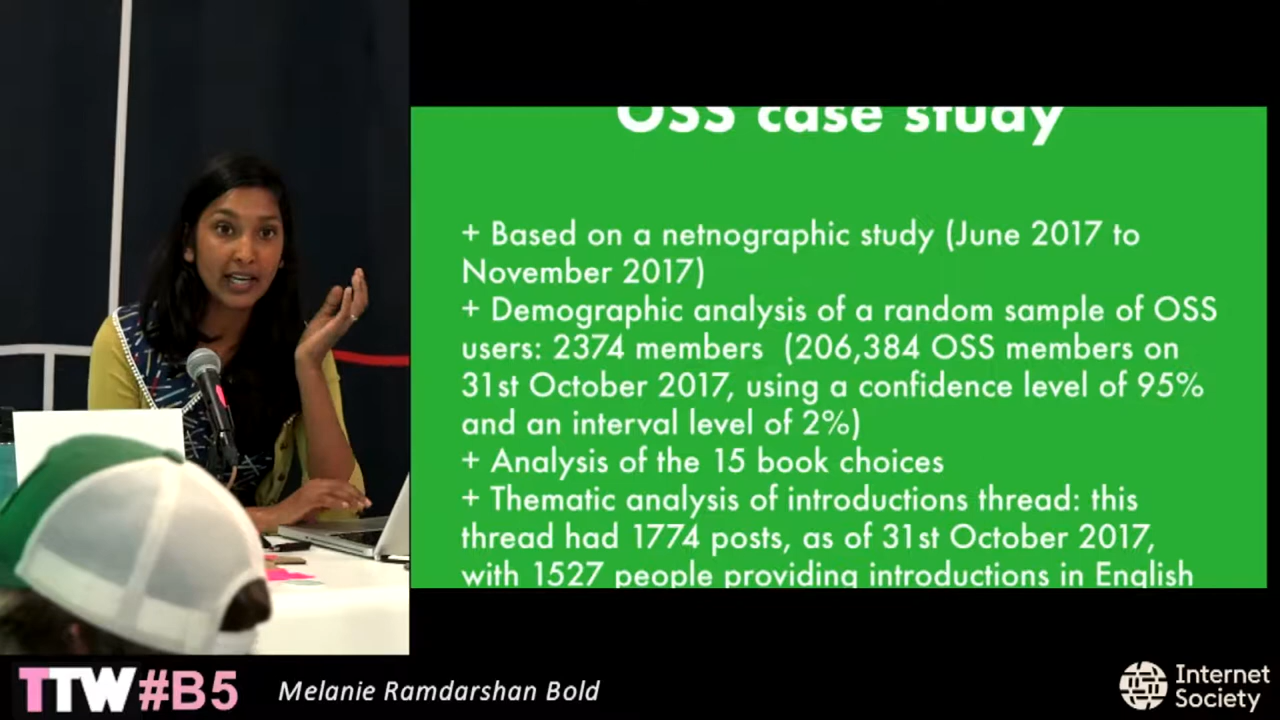 OSS case study
+ Based on a netnographic study (June 2017 to
November 2017)
+ Demographic analysis of a random sample of OSS
users: 2374 members (206,384 OSS members on
31st October 2017, using a confidence level of 95%
and an interval level of 2%)
+ Analysis of the 15 book choices
+ Thematic analysis of introductions thread: this
thread had 1774 posts, as of 31st October 2017,
with 1527 people providing introductions in English
TTW#B5
Melanie Ramdarshan Bold
Internet
Society